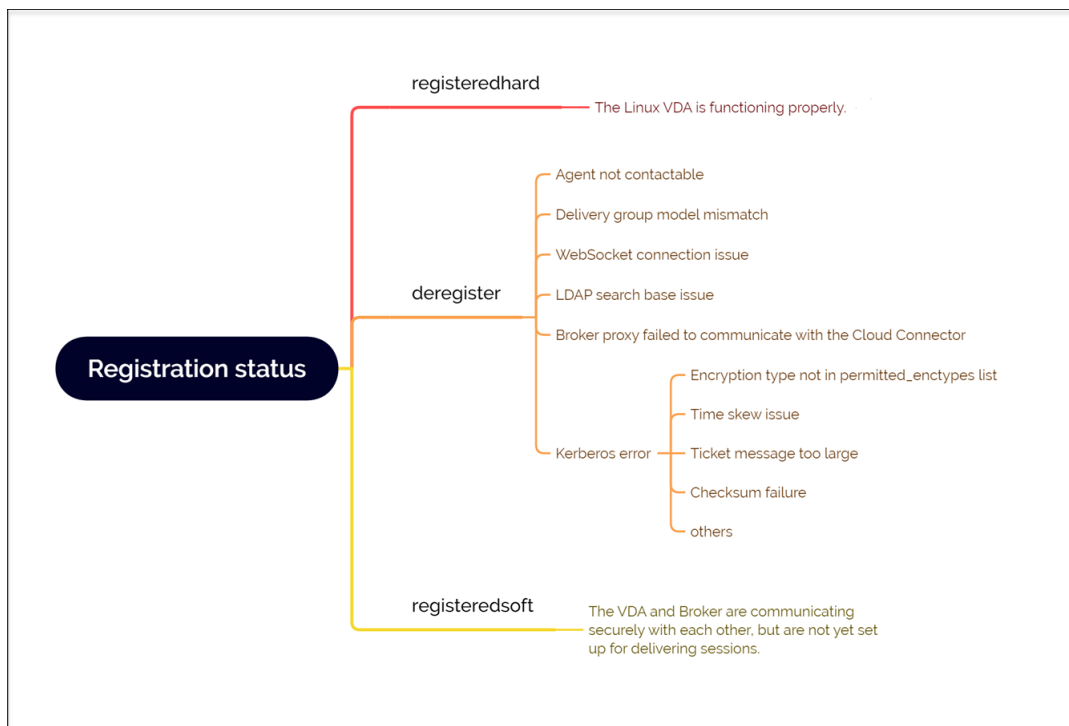 registeredhard
The Linux VDA is functioning properly.
Agent not contactable
Delivery group model mismatch
WebSocket connection issue
deregister
LDAP search base issue
Broker proxy failed to communicate with the Cloud Connector
Registration status
Encryption type not in permitted_enctypes list
Time skew issue
Kerberos error
Ticket message too large
Checksum failure
others
registeredsoft
The VDA and Broker are communicating
securely with each other, but are not yet set
up for delivering sessions.